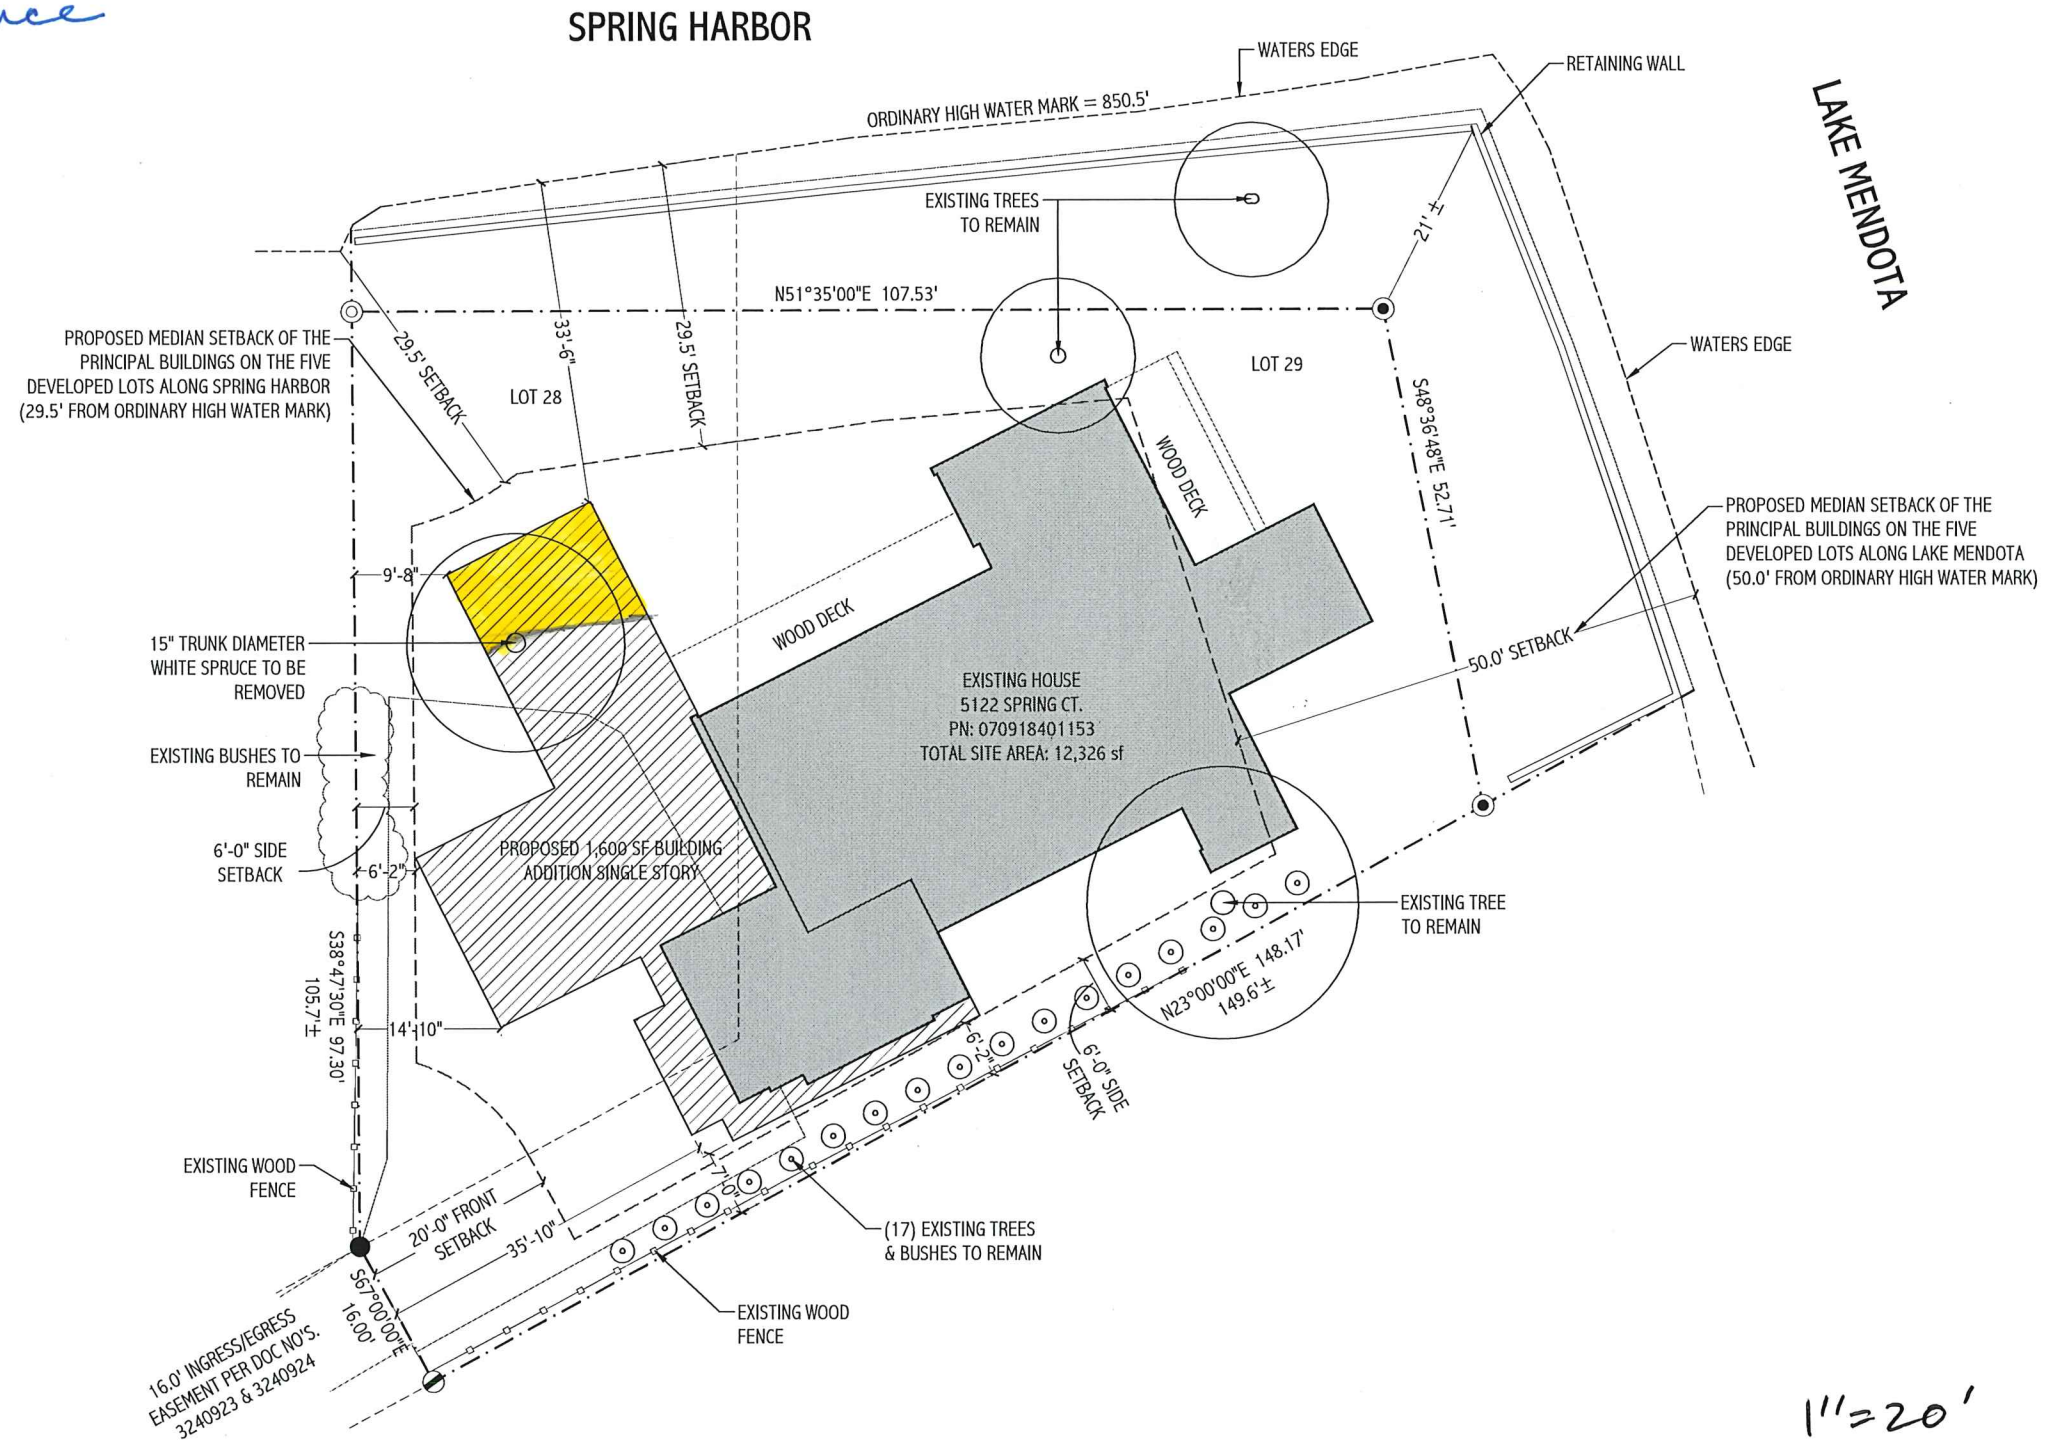 SPRING HARBOR
WATERS EDGE
RETAINING WALL
LAKE MENDOTA
ORDINARY HIGH WATER MARK = 850.5'
EXISTING TREES
TO REMAIN
21' ±
N51°35'00"E 107.53'
PROPOSED MEDIAN SETBACK OF THE
PRINCIPAL BUILDINGS ON THE FIVE
DEVELOPED LOTS ALONG SPRING HARBOR
(29.5' FROM ORDINARY HIGH WATER MARK)
29.5' SETBACK
33'-6"
29.5' SETBACK
LOT 28
LOT 29
WATERS EDGE
S48°36'48"E 52.71'
WOOD DECK
PROPOSED MEDIAN SETBACK OF THE
PRINCIPAL BUILDINGS ON THE FIVE
DEVELOPED LOTS ALONG LAKE MENDOTA
(50.0' FROM ORDINARY HIGH WATER MARK)
9'-8"
WOOD DECK
15" TRUNK DIAMETER
WHITE SPRUCE TO BE
REMOVED
50.0' SETBACK
EXISTING HOUSE
5122 SPRING CT.
PN: 070918401153
TOTAL SITE AREA: 12,326 sf
EXISTING BUSHES TO
REMAIN
6'-0" SIDE
SETBACK
6'-2"
PROPOSED 1,600 SF BUILDING
ADDITION SINGLE STORY
EXISTING TREE
TO REMAIN
S38°47'30"E 97.30'
105.7'±
14'-10"
N23°00'00"E 148.17'
149.6'±
6'-2"
6'-0" SIDE
SETBACK
EXISTING WOOD
FENCE
7'-0"
20'-0" FRONT
SETBACK
35'-10"
(17) EXISTING TREES
& BUSHES TO REMAIN
S67°00'00"E
16.00'
EXISTING WOOD
FENCE
16.0' INGRESS/EGRESS
EASEMENT PER DOC NO'S.
3240923 & 3240924
1"=20'